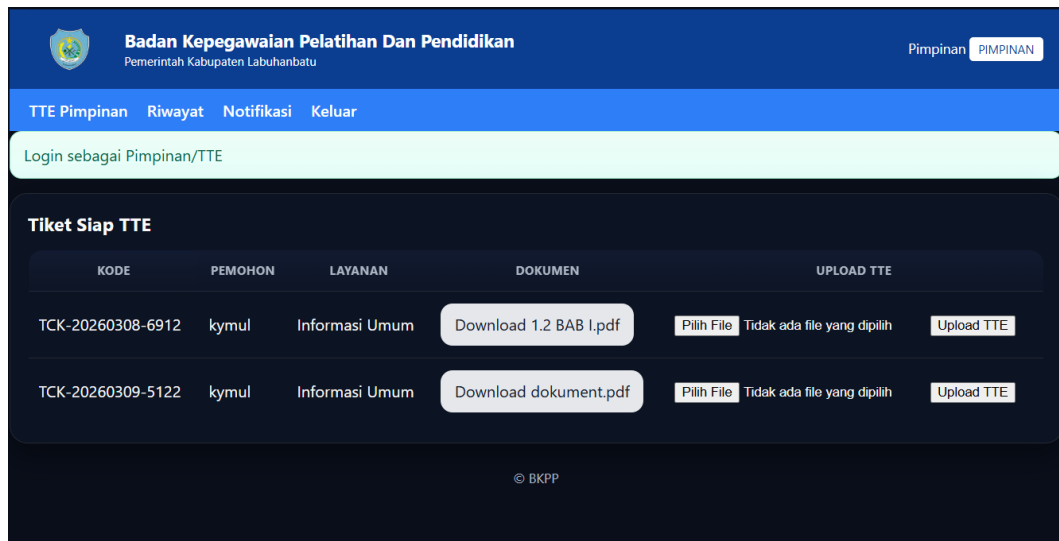 Badan Kepegawaian Pelatihan Dan Pendidikan
Pemerintah Kabupaten Labuhanbatu
Pimpinan PIMPINAN
TTE Pimpinan Riwayat Notifikasi Keluar
Login sebagai Pimpinan/TTE
Tiket Siap TTE
KODE PEMOHON LAYANAN DOKUMEN UPLOAD TTE
TCK-20260308-6912 kymul Informasi Umum Download 1.2 BAB I.pdf Pilih File Tidak ada file yang dipilih Upload TTE
TCK-20260309-5122 kymul Informasi Umum Download dokument.pdf Pilih File Tidak ada file yang dipilih Upload TTE
© BKPP